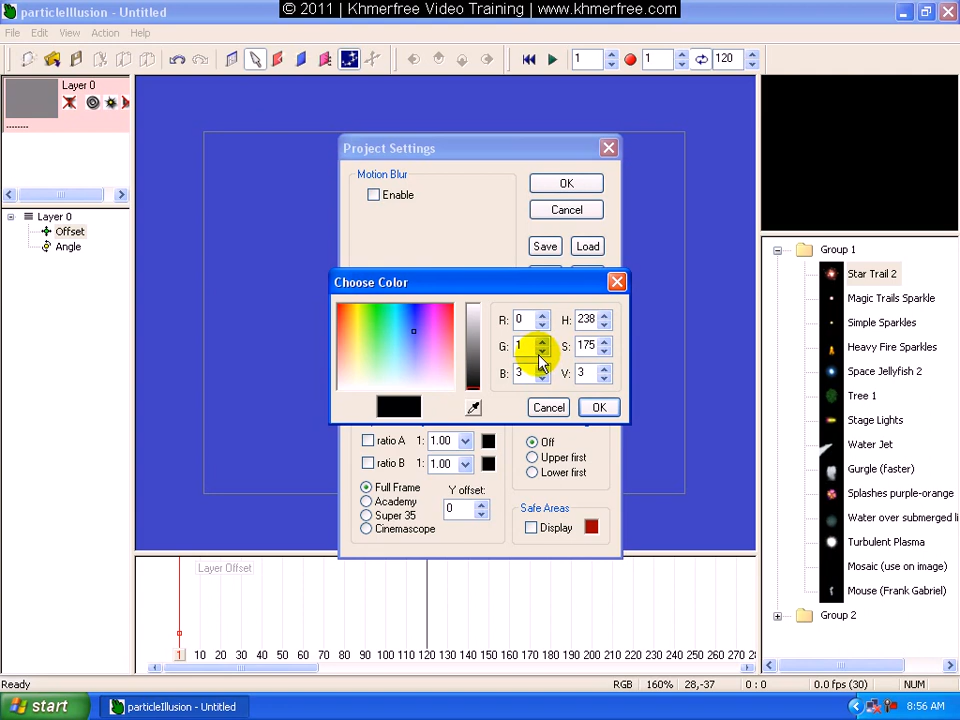 © 2011 | Khmerfree Video Training | www.khmerfree.com
particleIllusion - Untitled
File Edit View Action Help
1 1 120
Layer 0
Layer 0
Offset
Angle
Project Settings
Motion Blur
Enable
OK
Cancel
Save Load
Choose Color
R: 0 H: 238
G: 1 S: 175
B: 3 V: 3
Cancel OK
ratio A 1: 1.00
ratio B 1: 1.00
Full Frame
Academy
Super 35
Cinemascope
Y offset:
0
Off
Upper first
Lower first
Safe Areas
Display
Group 1
Star Trail 2
Magic Trails Sparkle
Simple Sparkles
Heavy Fire Sparkles
Space Jellyfish 2
Tree 1
Stage Lights
Water Jet
Gurgle (faster)
Splashes purple-orange
Water over submerged li
Turbulent Plasma
Mosaic (use on image)
Mouse (Frank Gabriel)
Group 2
Layer Offset
1 10 20 30 40 50 60 70 80 90 100 110 120 130 140 150 160 170 180 190 200 210 220 230 240 250 260 270 2
Ready RGB 160% 28,-37 0 : 0 0.0 fps (30) NUM
start particleIllusion - Untitled 8:56 AM